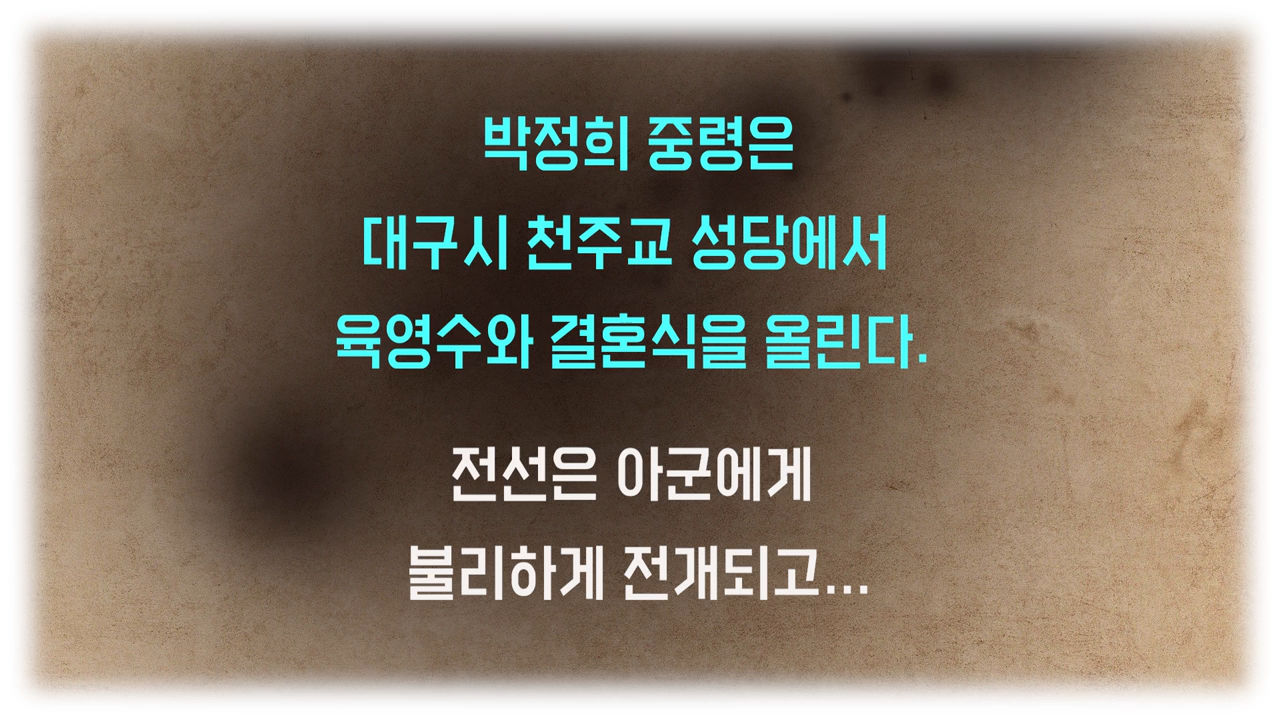 박정희 중령은
대구시 천주교 성당에서
육영수와 결혼식을 올린다.
전선은 아군에게
불리하게 전개되고...